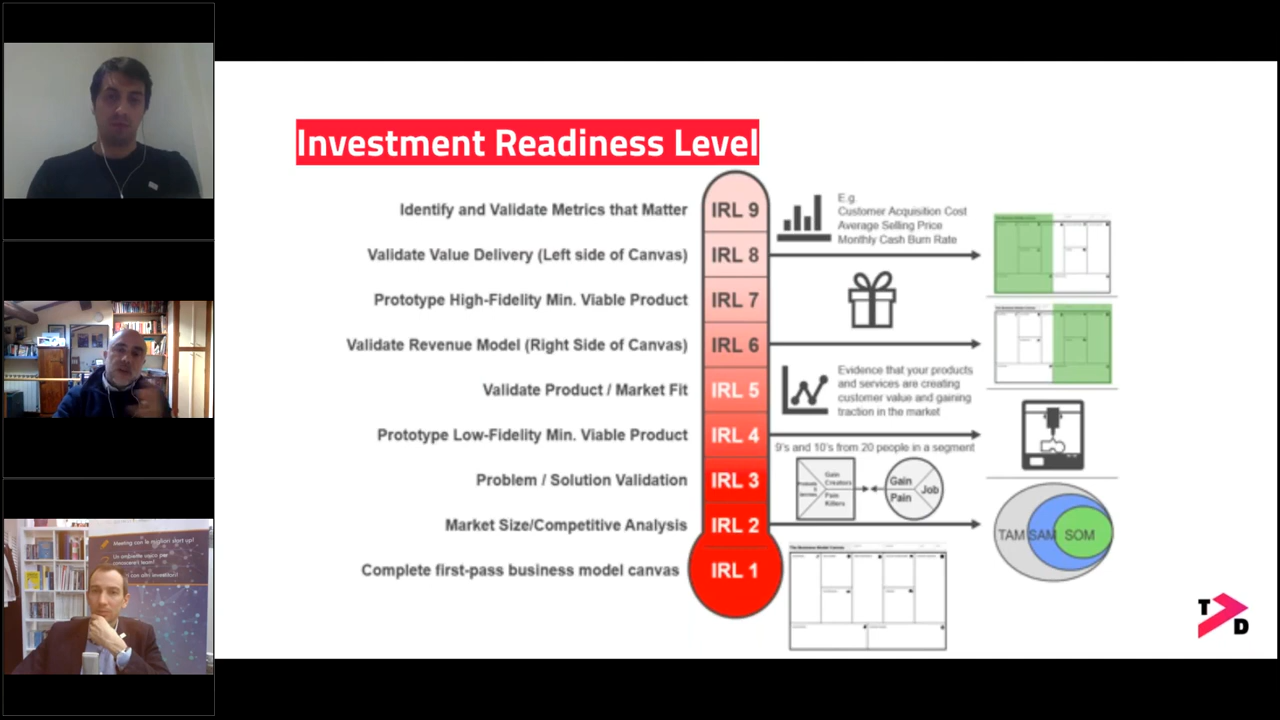 Investment Readiness Level
Identify and Validate Metrics that Matter
IRL 9
E.g.
Customer Acquisition Cost
Average Selling Price
Monthly Cash Burn Rate
Validate Value Delivery (Left side of Canvas)
IRL 8
Prototype High-Fidelity Min. Viable Product
IRL 7
Validate Revenue Model (Right Side of Canvas)
IRL 6
Validate Product / Market Fit
IRL 5
Evidence that your products
and services are creating
customer value and gaining
traction in the market
Prototype Low-Fidelity Min. Viable Product
IRL 4
9's and 10's from 20 people in a segment
Problem / Solution Validation
IRL 3
Gain
Creators
Pain
Killers
Gain
Pain
Job
Market Size/Competitive Analysis
IRL 2
TAM SAM SOM
Complete first-pass business model canvas
IRL 1
The Business Model Canvas
T D
Meeting con le migliori start up!